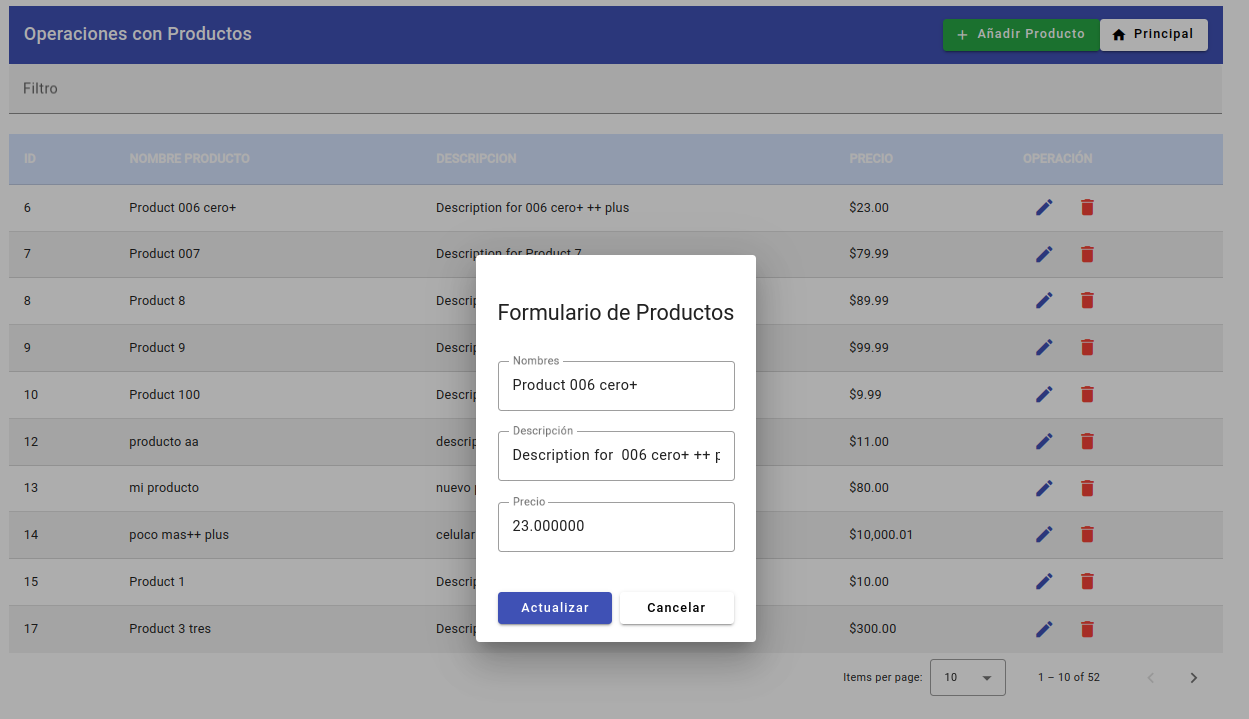 Operaciones con Productos
Añadir Producto
Principal
Filtro
ID NOMBRE PRODUCTO DESCRIPCION PRECIO OPERACIÓN
6 Product 006 cero+ Description for 006 cero+ ++ plus $23.00
7 Product 007 Description for Product 7 $79.99
8 Product 8 Descrip $89.99
9 Product 9 Descrip $99.99
10 Product 100 Descrip $9.99
12 producto aa descrip $11.00
13 mi producto nuevo $80.00
14 poco mas++ plus celular $10,000.01
15 Product 1 Descrip $10.00
17 Product 3 tres Descrip $300.00
Formulario de Productos
Nombres
Product 006 cero+
Descripción
Description for  006 cero+ ++ p
Precio
23.000000
Actualizar Cancelar
Items per page: 10 1 – 10 of 52